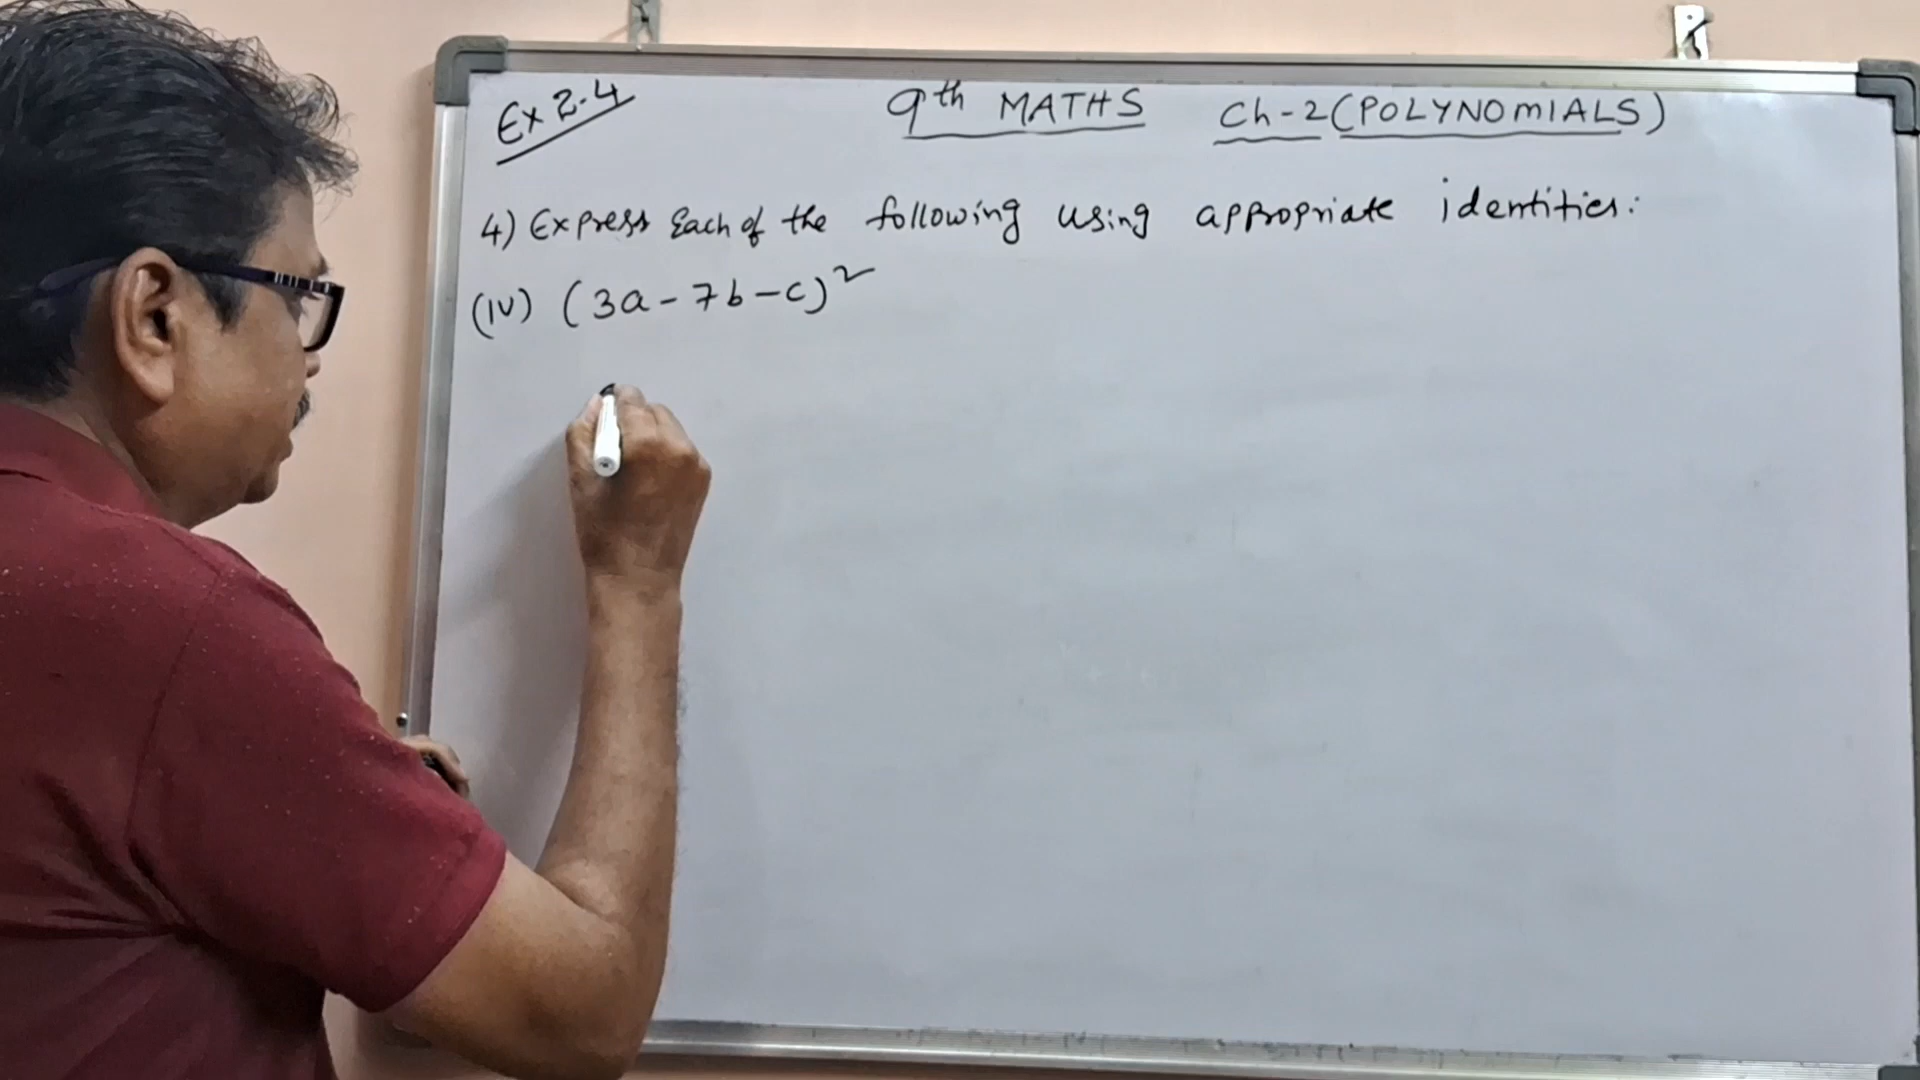 Ex 2.4
9th MATHS Ch-2 (POLYNOMIALS)
4) Express Each of the following using appropriate identities:
(IV) (3a-7b-c)²